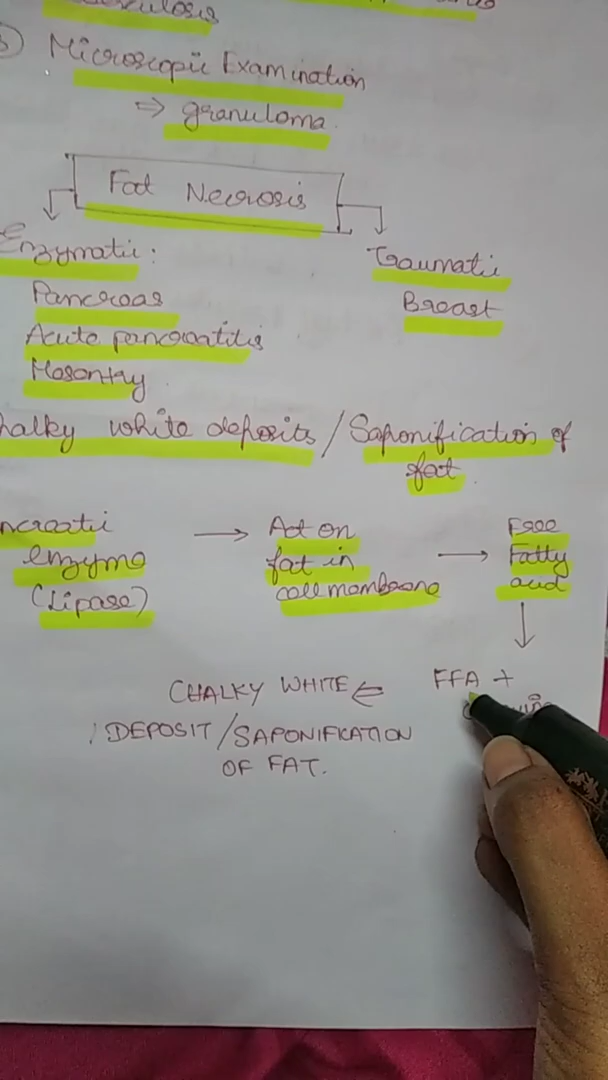 Microscopic Examination
⇒ granuloma.
Fat Necrosis
Enzymatic:
Traumatic
Pancreas
Breast
Acute pancreatitis
Mesentry
halky white deposits / Saponification of
fat
ncreatic → Act on → Free
enzyme fat in Fatty
(Lipase) cell membrane acid
↓
CHALKY WHITE ⇐ FFA +
DEPOSIT / SAPONIFICATION
OF FAT.